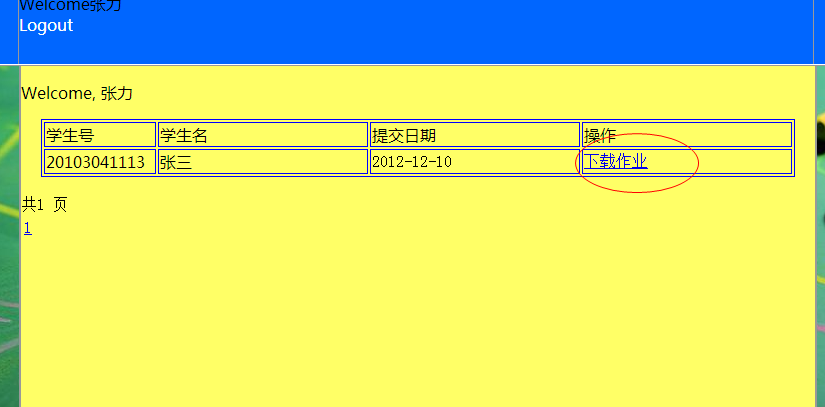 Welcome张力
Logout
Welcome, 张力
学生号 学生名 提交日期 操作
20103041113 张三 2012-12-10 下载作业
共1 页
1